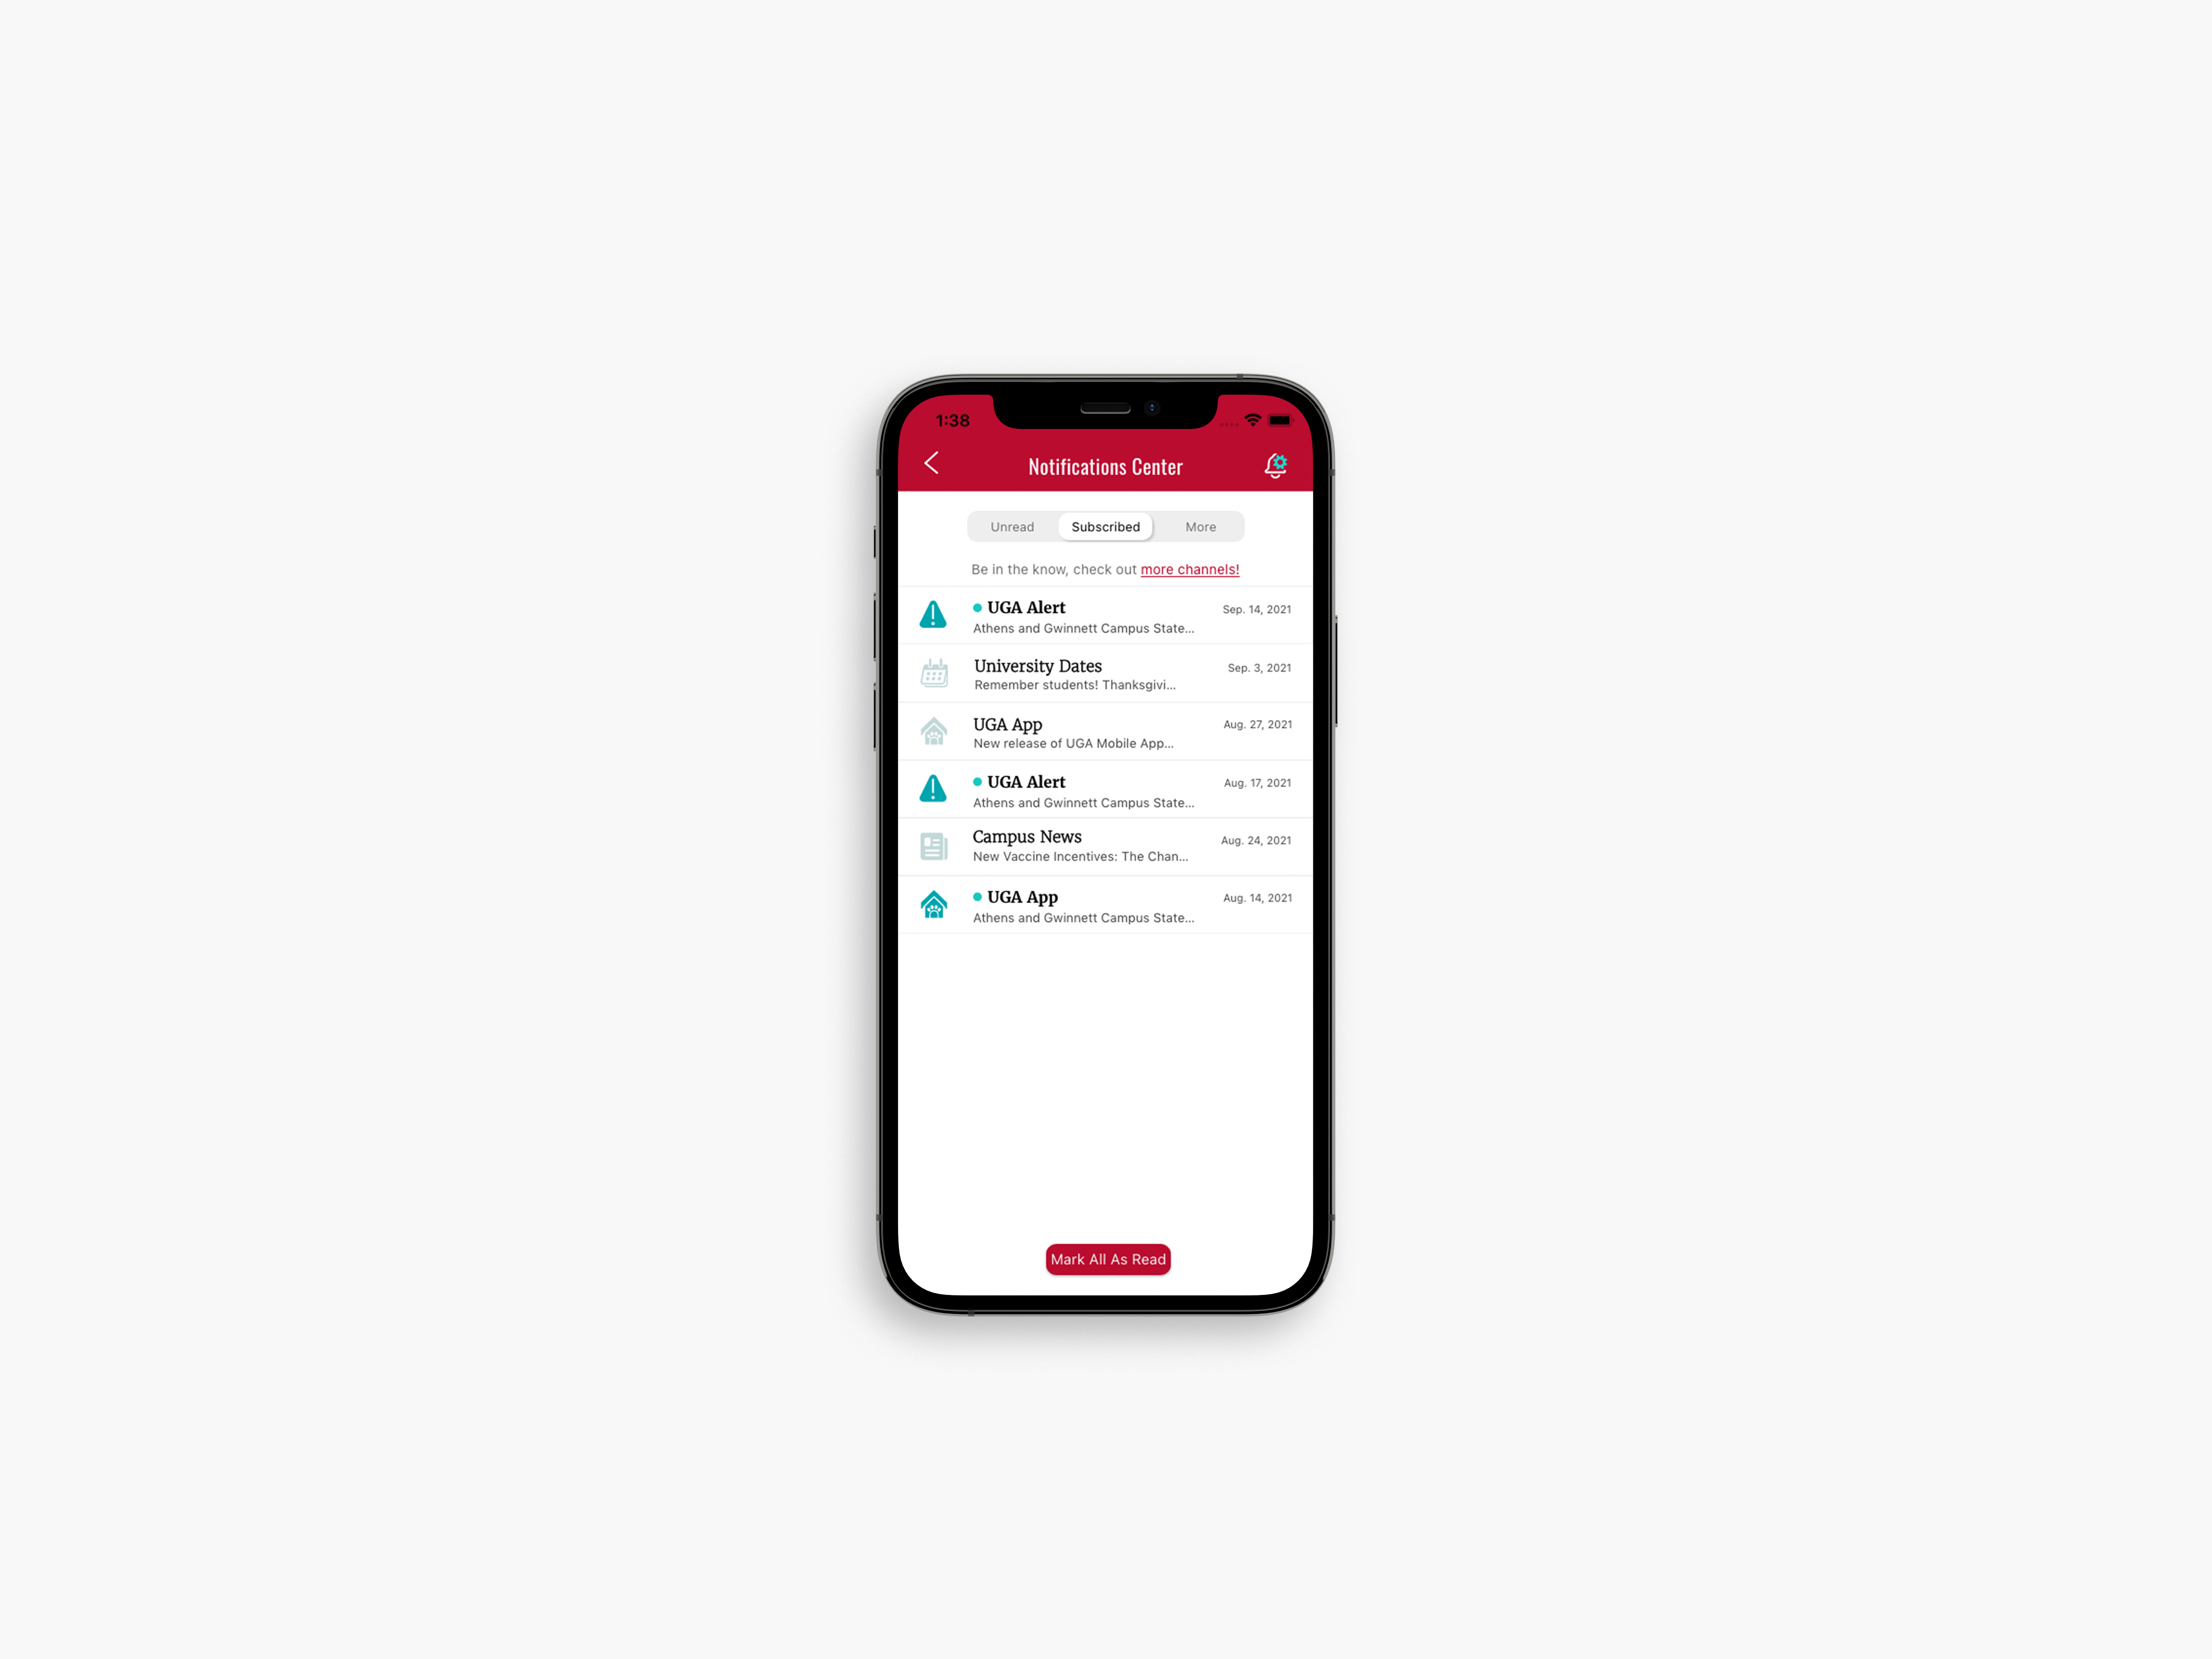 1:38
Notifications Center
Unread Subscribed More
Be in the know, check out more channels!
UGA Alert Sep. 14, 2021
Athens and Gwinnett Campus State...
University Dates Sep. 3, 2021
Remember students! Thanksgivi...
UGA App Aug. 27, 2021
New release of UGA Mobile App...
UGA Alert Aug. 17, 2021
Athens and Gwinnett Campus State...
Campus News Aug. 24, 2021
New Vaccine Incentives: The Chan...
UGA App Aug. 14, 2021
Athens and Gwinnett Campus State...
Mark All As Read